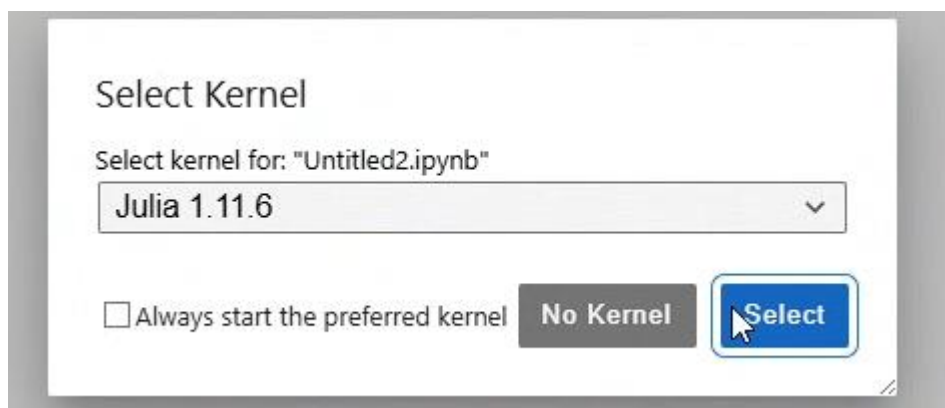 Select Kernel
Select kernel for: "Untitled2.ipynb"
Julia 1.11.6
Always start the preferred kernel No Kernel Select